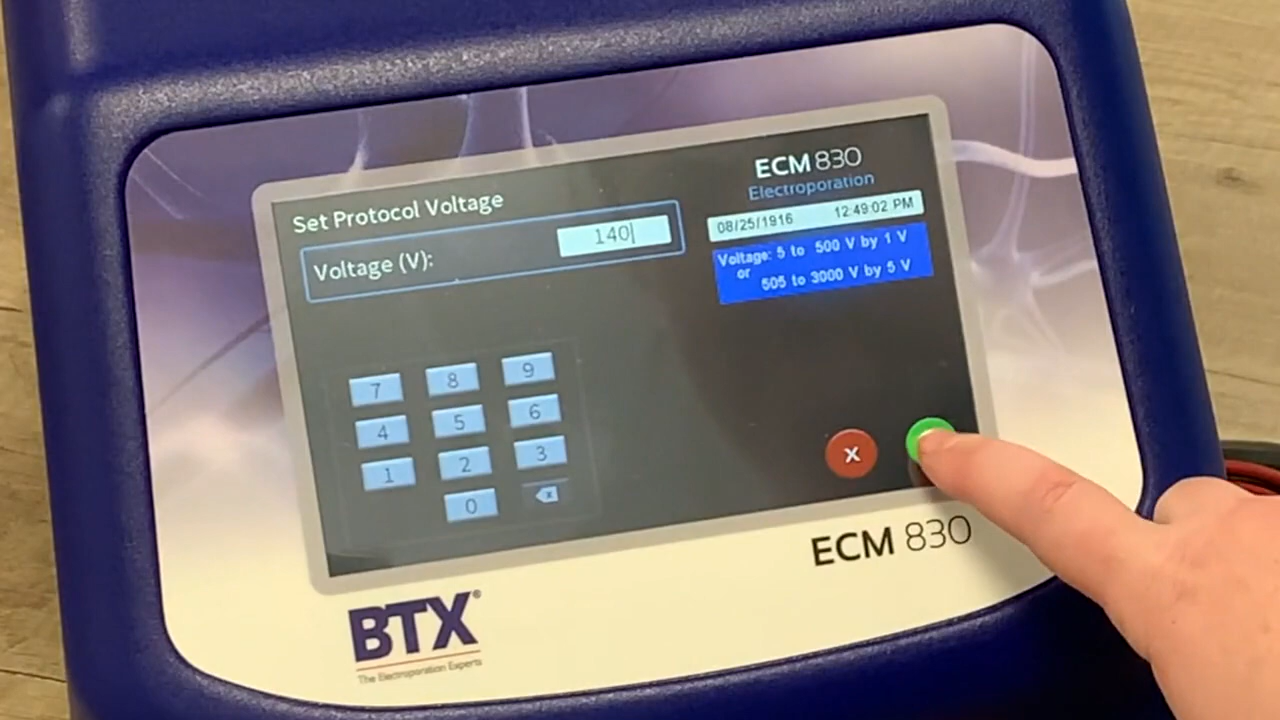 ECM 830
Electroporation
Set Protocol Voltage
08/25/1916 12:49:02 PM
Voltage (V): 140
Voltage: 5 to 500 V by 1 V
or
505 to 3000 V by 5 V
7 8 9
4 5 6
1 2 3
0 x
X
ECM 830
BTX®
The Electroporation Experts